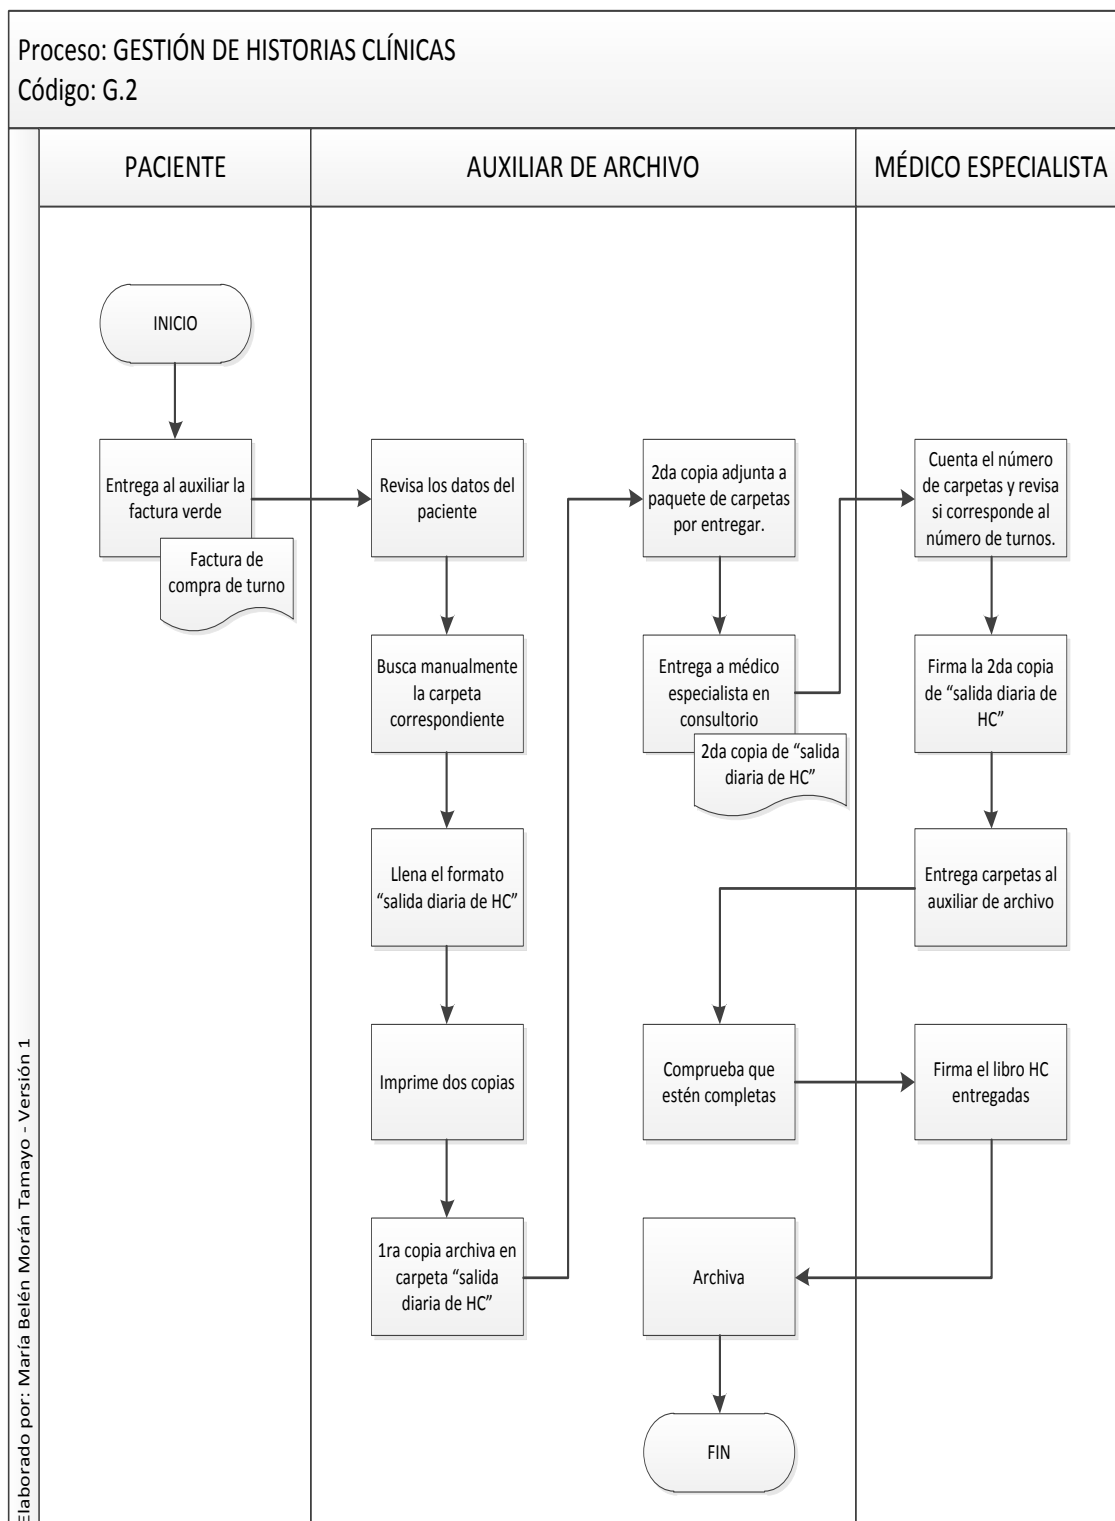 Proceso: GESTIÓN DE HISTORIAS CLÍNICAS
Código: G.2
PACIENTE
AUXILIAR DE ARCHIVO
MÉDICO ESPECIALISTA
INICIO
Entrega al auxiliar la
factura verde
Factura de
compra de turno
Revisa los datos del
paciente
Busca manualmente
la carpeta
correspondiente
Llena el formato
“salida diaria de HC”
Imprime dos copias
1ra copia archiva en
carpeta “salida
diaria de HC”
2da copia adjunta a
paquete de carpetas
por entregar.
Entrega a médico
especialista en
consultorio
2da copia de “salida
diaria de HC”
Cuenta el número
de carpetas y revisa
si corresponde al
número de turnos.
Firma la 2da copia
de “salida diaria de
HC”
Entrega carpetas al
auxiliar de archivo
Comprueba que
estén completas
Firma el libro HC
entregadas
Archiva
FIN
Elaborado por: María Belén Morán Tamayo - Versión 1